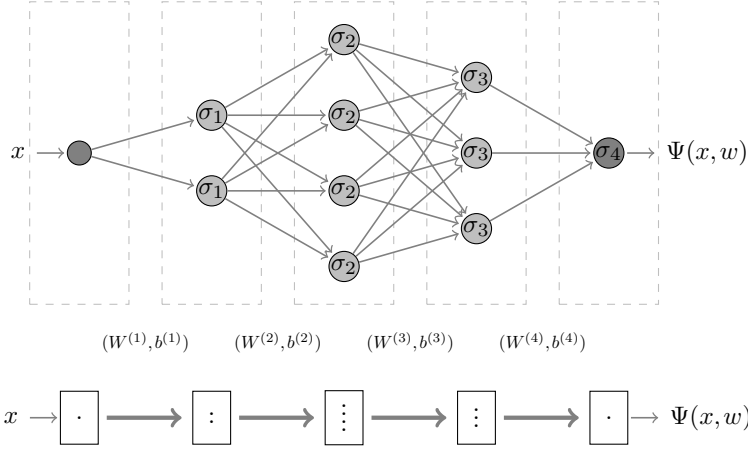 σ₂
σ₃
σ₁ σ₂
x σ₃ σ₄ Ψ(x, w)
σ₁ σ₂
σ₃
σ₂
(W⁽¹⁾, b⁽¹⁾) (W⁽²⁾, b⁽²⁾) (W⁽³⁾, b⁽³⁾) (W⁽⁴⁾, b⁽⁴⁾)
x Ψ(x, w)